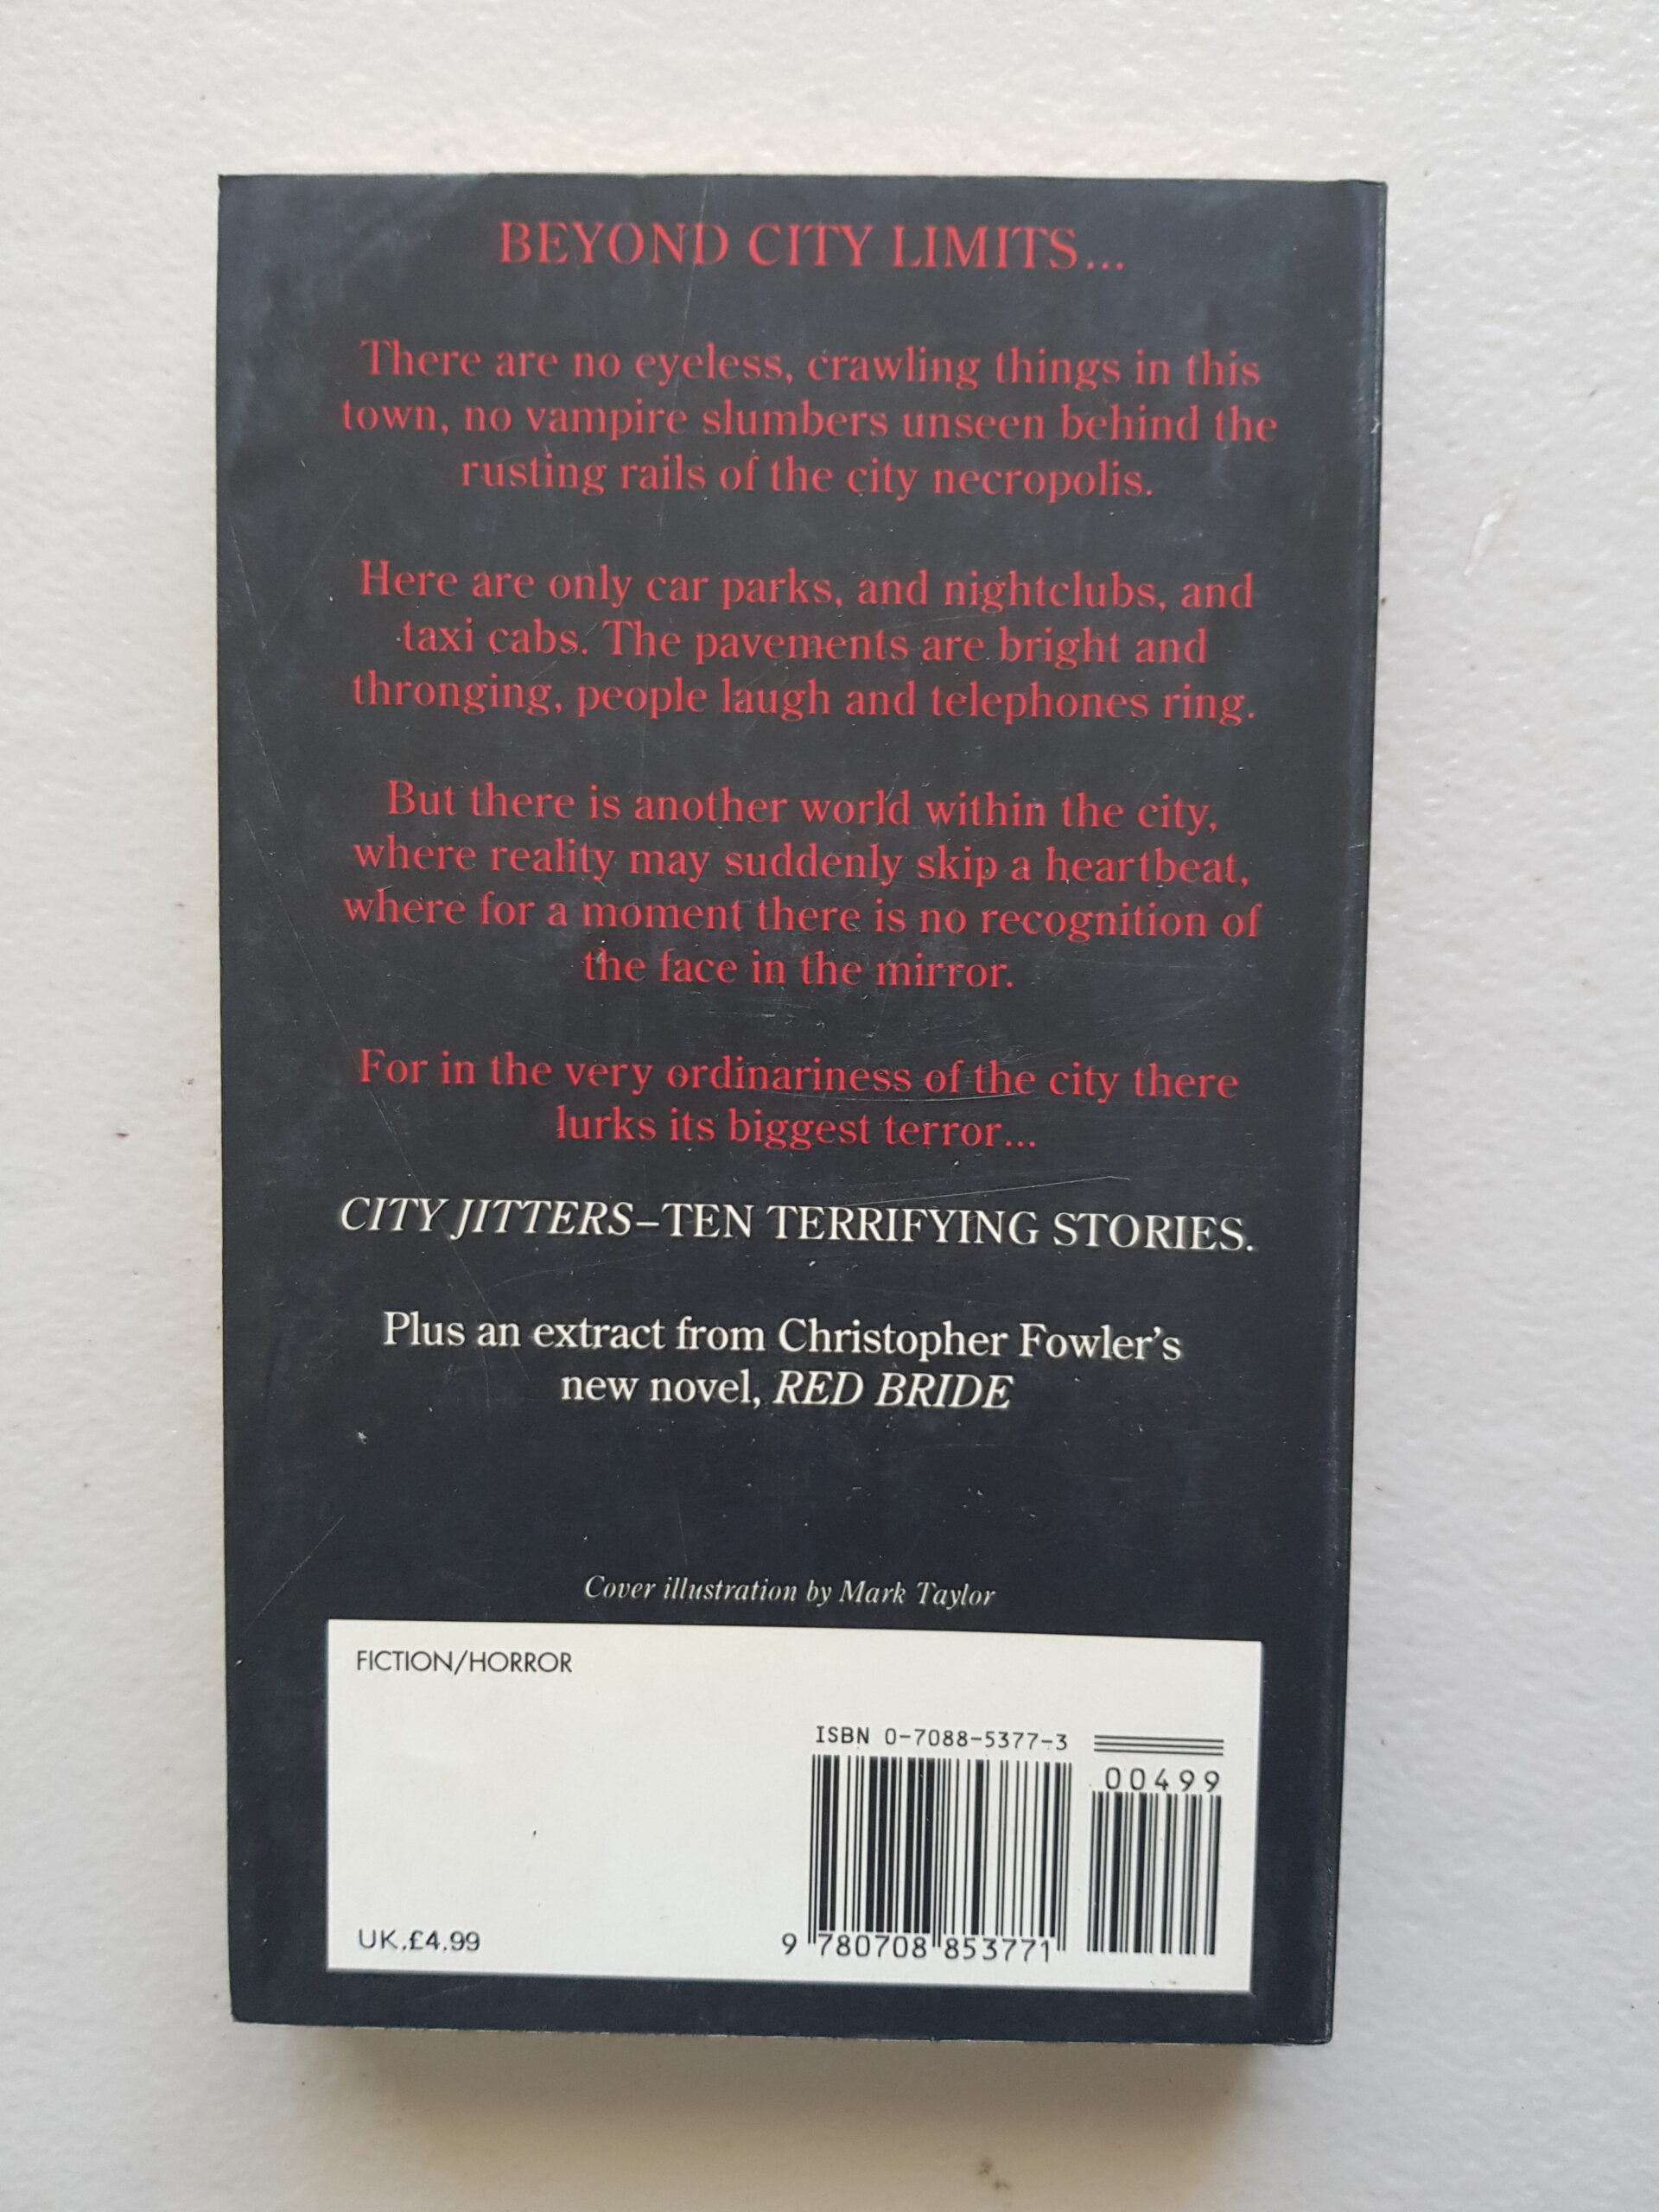 BEYOND CITY LIMITS...
There are no eyeless, crawling things in this
town, no vampire slumbers unseen behind the
rusting rails of the city necropolis.
Here are only car parks, and nightclubs, and
taxi cabs. The pavements are bright and
thronging, people laugh and telephones ring.
But there is another world within the city,
where reality may suddenly skip a heartbeat,
where for a moment there is no recognition of
the face in the mirror.
For in the very ordinariness of the city there
lurks its biggest terror...
CITY JITTERS–TEN TERRIFYING STORIES.
Plus an extract from Christopher Fowler's
new novel, RED BRIDE
Cover illustration by Mark Taylor
FICTION/HORROR
ISBN 0-7088-5377-3
00499
9 780708 853771
UK.£4.99